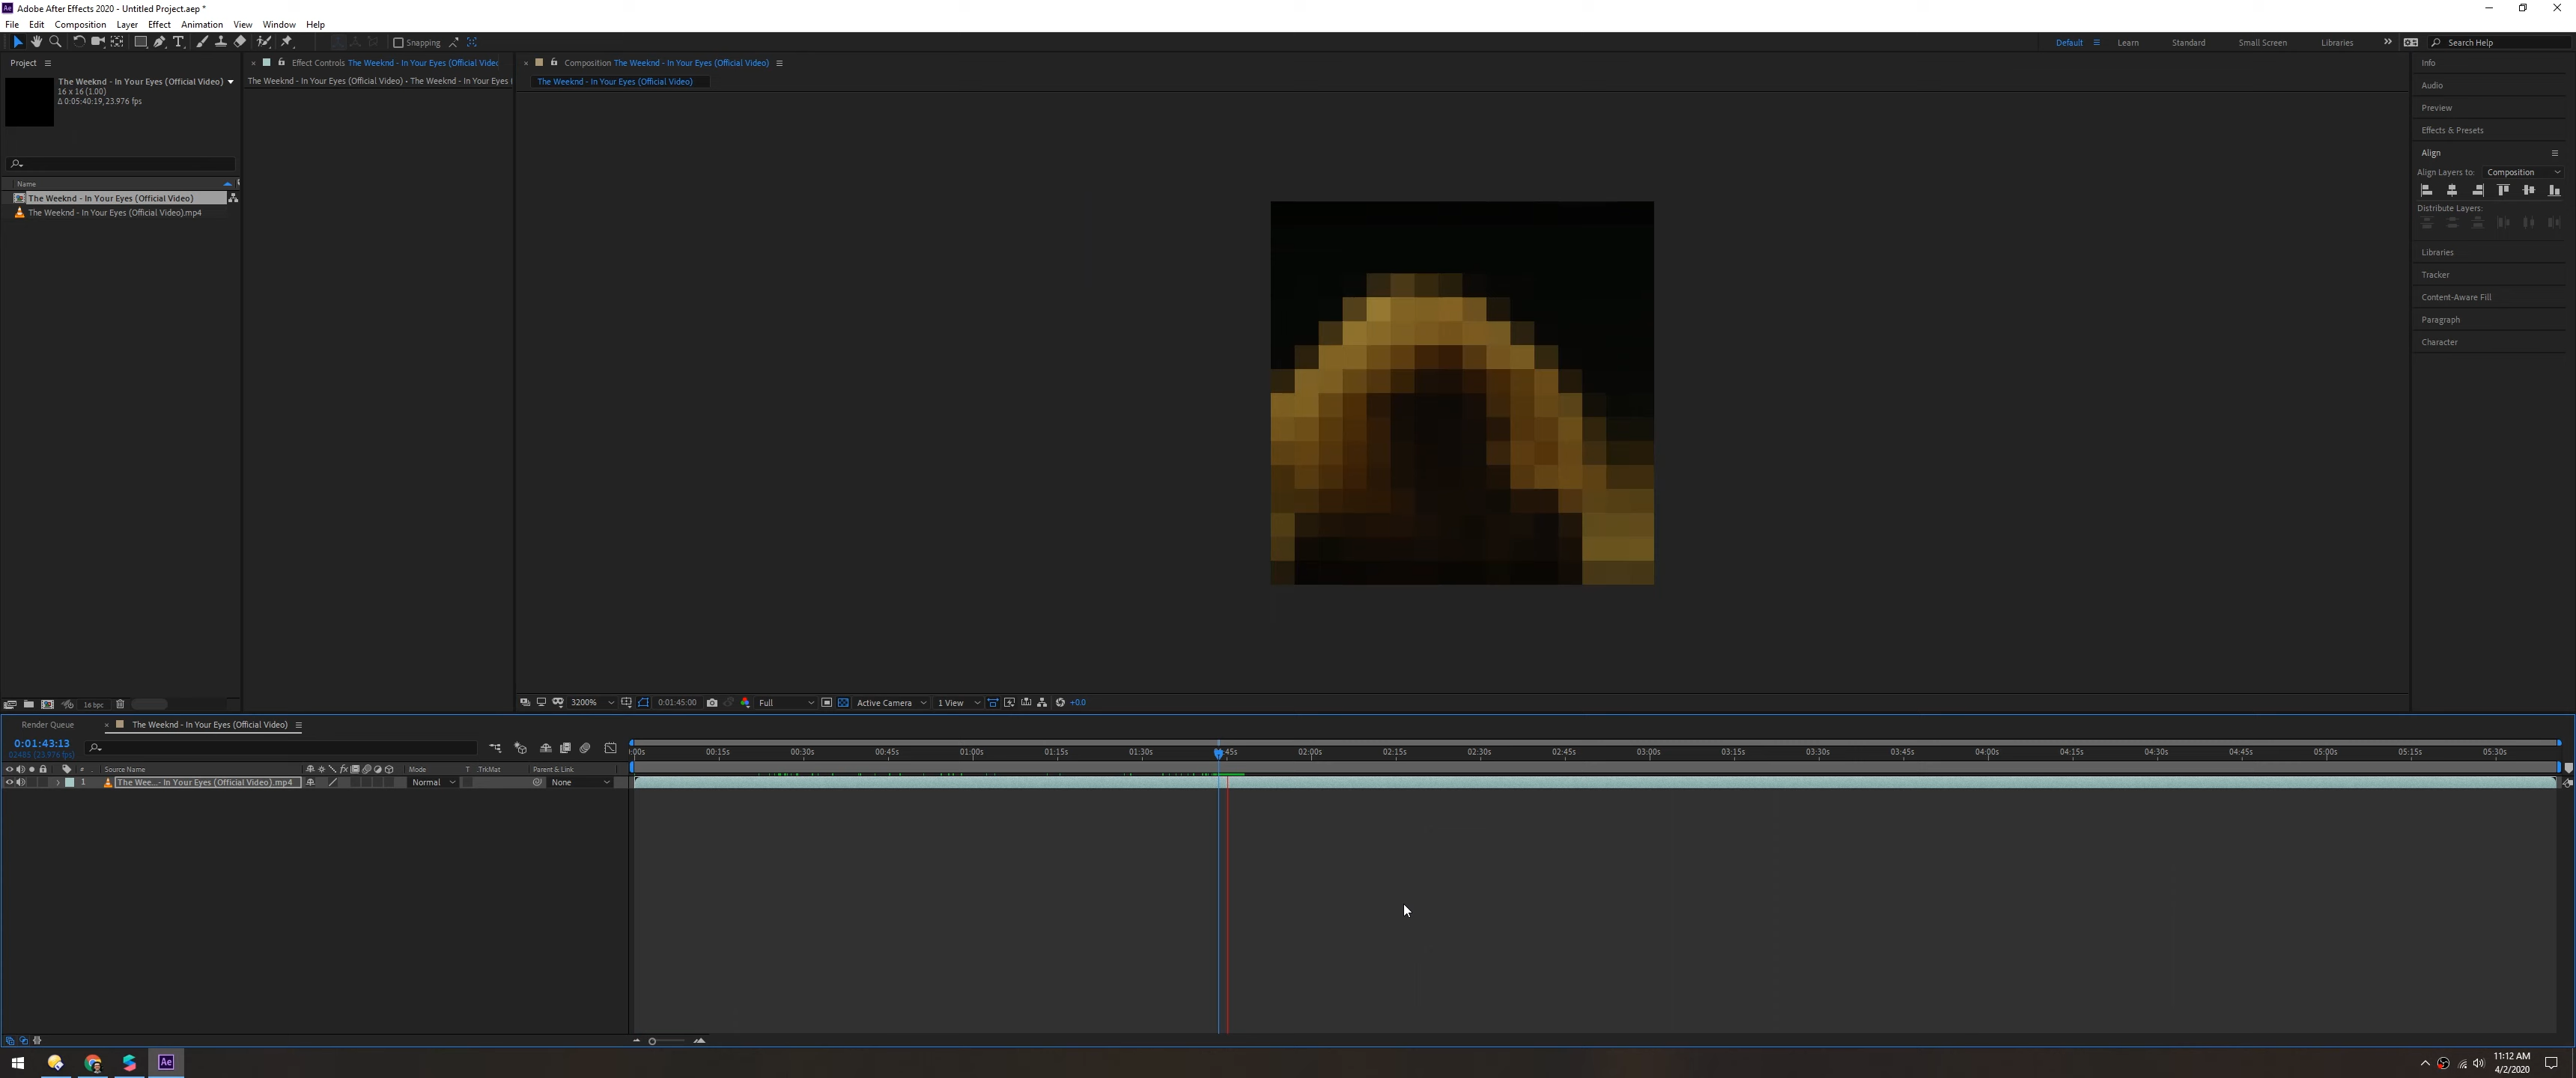 Adobe After Effects 2020 - Untitled Project.aep *
File Edit Composition Layer Effect Animation View Window Help
Snapping
Default Learn Standard Small Screen Libraries Search Help
Project
The Weeknd - In Your Eyes (Official Video)
16 x 16 (1.00)
Δ 0:05:40:19, 23.976 fps
Name
The Weeknd - In Your Eyes (Official Video)
The Weeknd - In Your Eyes (Official Video).mp4
Effect Controls The Weeknd - In Your Eyes (Official Video
The Weeknd - In Your Eyes (Official Video) • The Weeknd - In Your Eyes
Composition The Weeknd - In Your Eyes (Official Video)
The Weeknd - In Your Eyes (Official Video)
Info
Audio
Preview
Effects & Presets
Align
Align Layers to: Composition
Distribute Layers:
Libraries
Tracker
Content-Aware Fill
Paragraph
Character
16 bpc
3200% 0:01:45:00 Full Active Camera 1 View +0.0
Render Queue The Weeknd - In Your Eyes (Official Video)
0:01:43:13
02485 (23.976 fps)
:00s 00:15s 00:30s 00:45s 01:00s 01:15s 01:30s 01:45s 02:00s 02:15s 02:30s 02:45s 03:00s 03:15s 03:30s 03:45s 04:00s 04:15s 04:30s 04:45s 05:00s 05:15s 05:30s
# Source Name Mode T .TrkMat Parent & Link
1 The Wee...- In Your Eyes (Official Video).mp4 Normal None
Ae
11:12 AM
4/2/2020